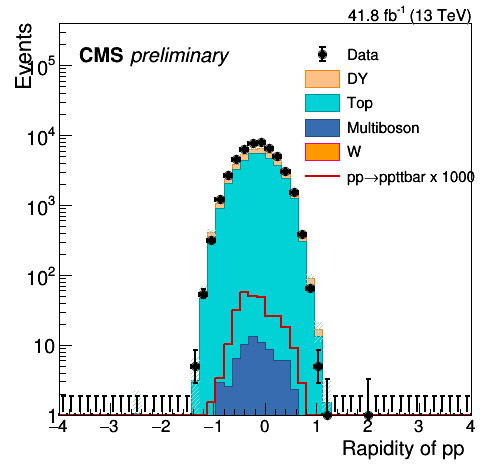 41.8 fb⁻¹ (13 TeV)
Events
CMS preliminary
Data
DY
Top
Multiboson
W
pp→ppttbar x 1000
10⁵
10⁴
10³
10²
10
1
−4 −3 −2 −1 0 1 2 3 4
Rapidity of pp